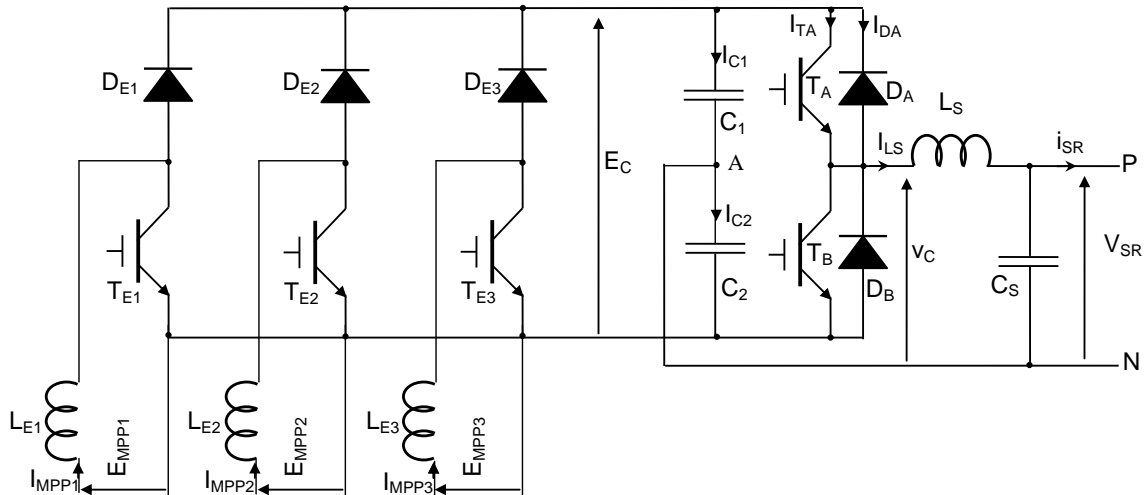 I_TA I_DA
D_E1 D_E2 D_E3 I_C1 T_A D_A L_S
C_1
E_C A I_LS i_SR P
I_C2
T_E1 T_E2 T_E3 C_2 T_B D_B v_C C_S V_SR
N
L_E1 E_MPP1 L_E2 E_MPP2 L_E3 E_MPP3
I_MPP1 I_MPP2 I_MPP3